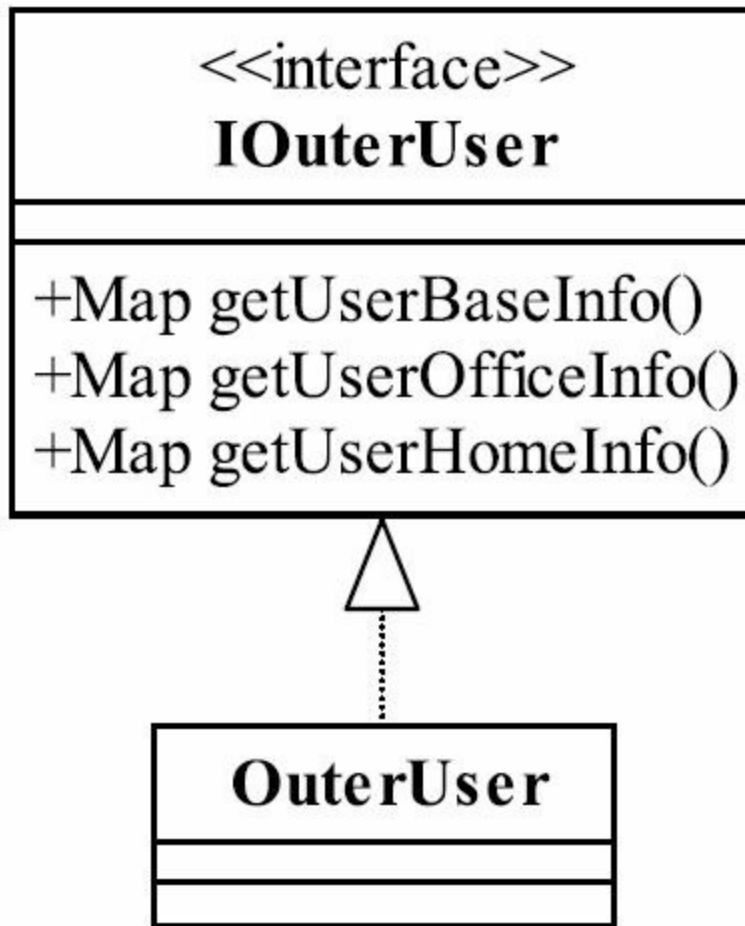 <<interface>>
IOuterUser
+Map getUserBaseInfo()
+Map getUserOfficeInfo()
+Map getUserHomeInfo()
OuterUser